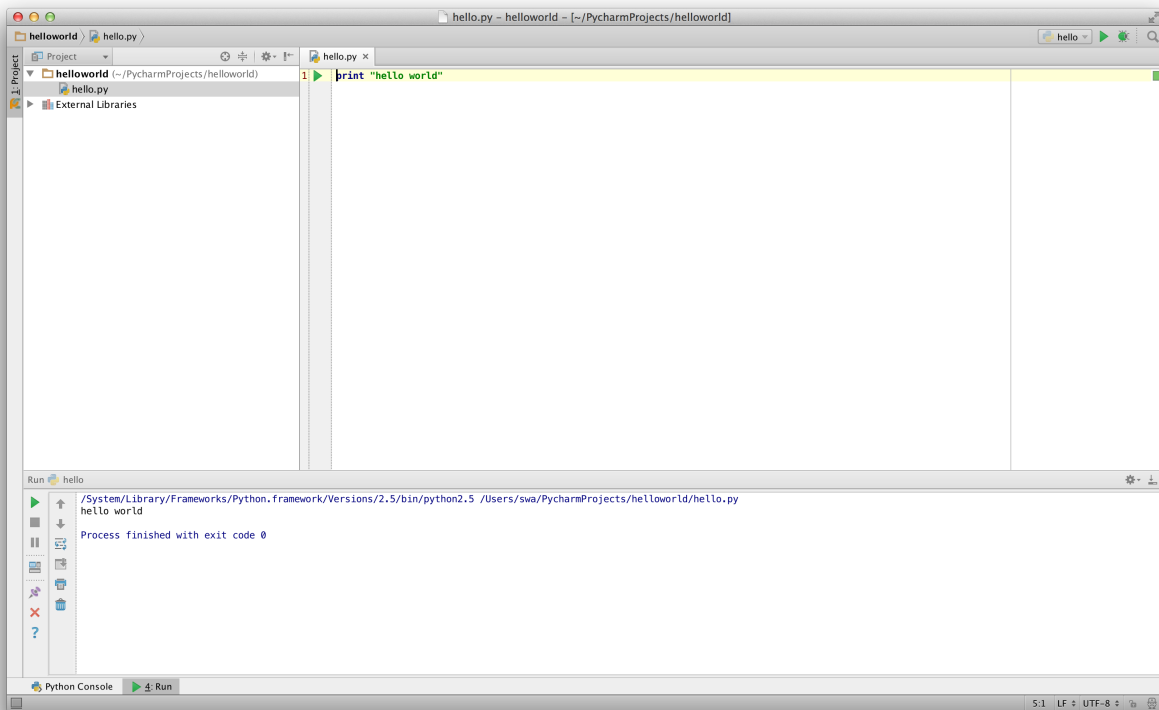 hello.py – helloworld – [~/PycharmProjects/helloworld]
helloworld hello.py hello
Project hello.py ×
1: Project
helloworld (~/PycharmProjects/helloworld)
hello.py
External Libraries
1 print "hello world"
Run hello
/System/Library/Frameworks/Python.framework/Versions/2.5/bin/python2.5 /Users/swa/PycharmProjects/helloworld/hello.py
hello world
Process finished with exit code 0
?
Python Console 4: Run
5:1 LF UTF-8